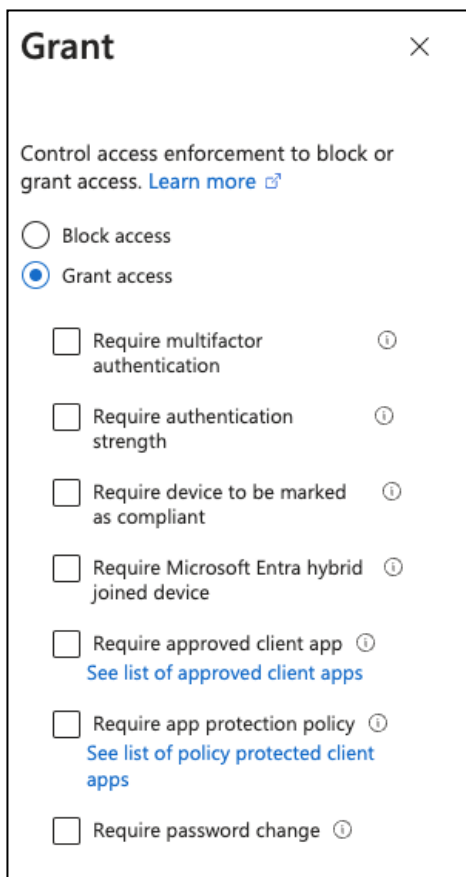 Grant
Control access enforcement to block or
grant access. Learn more
Block access
Grant access
Require multifactor
authentication
Require authentication
strength
Require device to be marked
as compliant
Require Microsoft Entra hybrid
joined device
Require approved client app
See list of approved client apps
Require app protection policy
See list of policy protected client
apps
Require password change